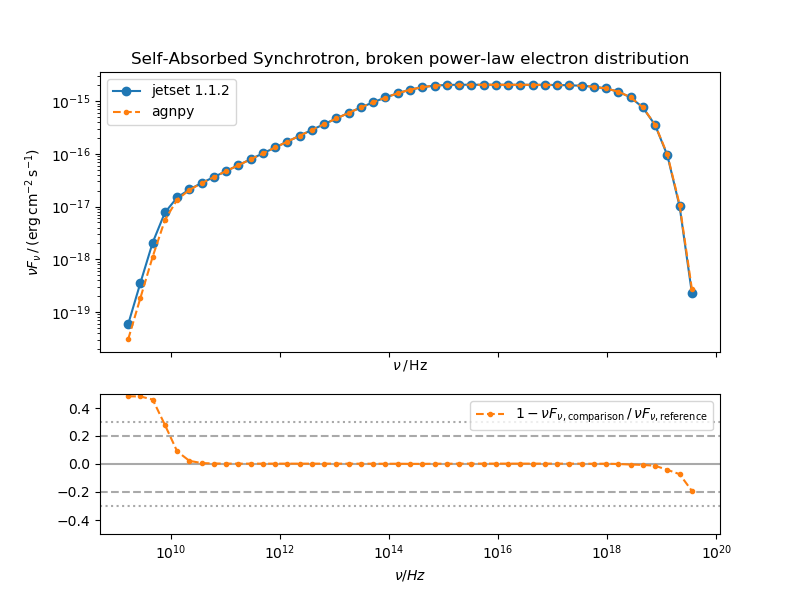 Self-Absorbed Synchrotron, broken power-law electron distribution
jetset 1.1.2
agnpy
10⁻¹⁵
10⁻¹⁶
10⁻¹⁷
10⁻¹⁸
10⁻¹⁹
νFν / (erg cm⁻² s⁻¹)
ν / Hz
1 − νFν, comparison / νFν, reference
0.4
0.2
0.0
−0.2
−0.4
10¹⁰ 10¹² 10¹⁴ 10¹⁶ 10¹⁸ 10²⁰
ν/Hz